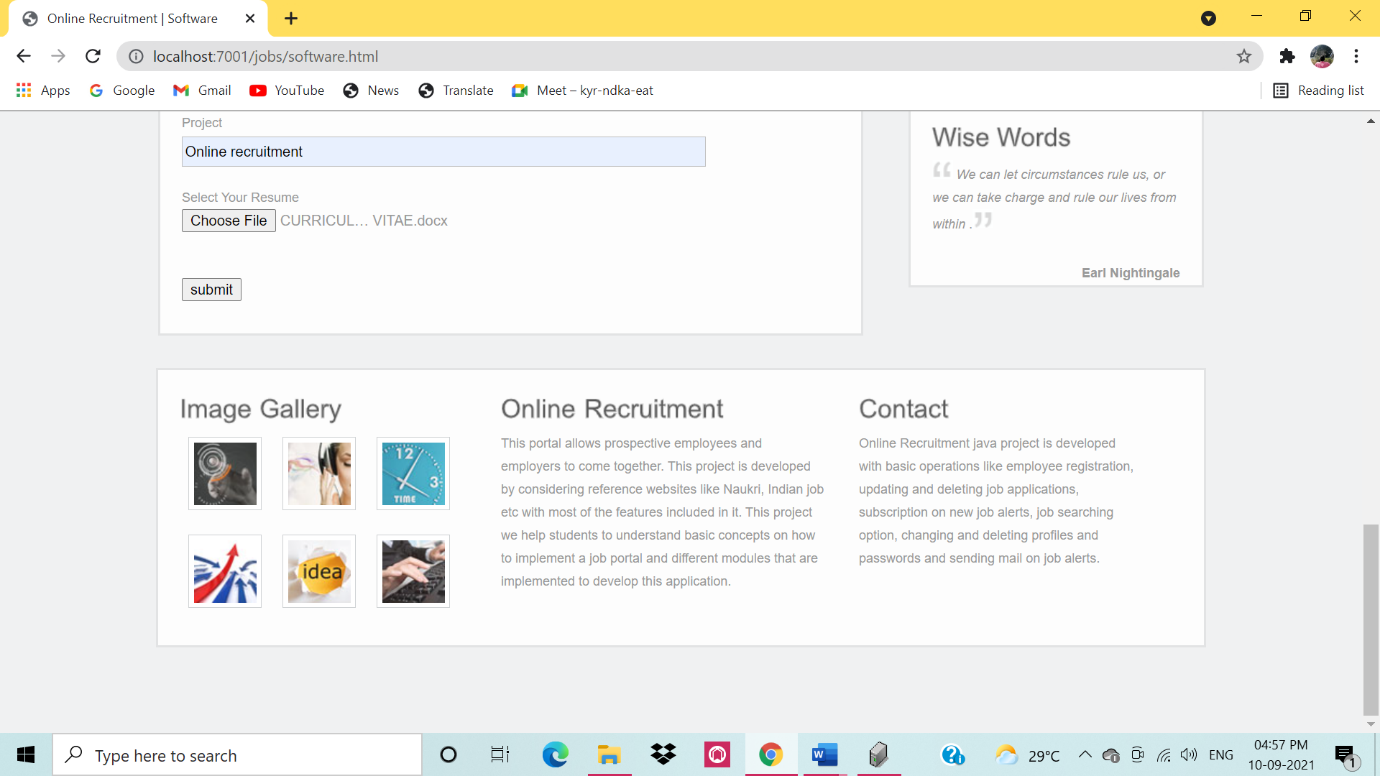 Online Recruitment | Software
localhost:7001/jobs/software.html
Apps Google Gmail YouTube News Translate Meet – kyr-ndka-eat Reading list
Project
Online recruitment
Select Your Resume
Choose File CURRICUL... VITAE.docx
submit
Wise Words
“ We can let circumstances rule us, or
we can take charge and rule our lives from
within .”
Earl Nightingale
Image Gallery
12
3
TIME
idea
Online Recruitment
This portal allows prospective employees and
employers to come together. This project is developed
by considering reference websites like Naukri, Indian job
etc with most of the features included in it. This project
we help students to understand basic concepts on how
to implement a job portal and different modules that are
implemented to develop this application.
Contact
Online Recruitment java project is developed
with basic operations like employee registration,
updating and deleting job applications,
subscription on new job alerts, job searching
option, changing and deleting profiles and
passwords and sending mail on job alerts.
Type here to search
29°C
ENG
04:57 PM
10-09-2021
1